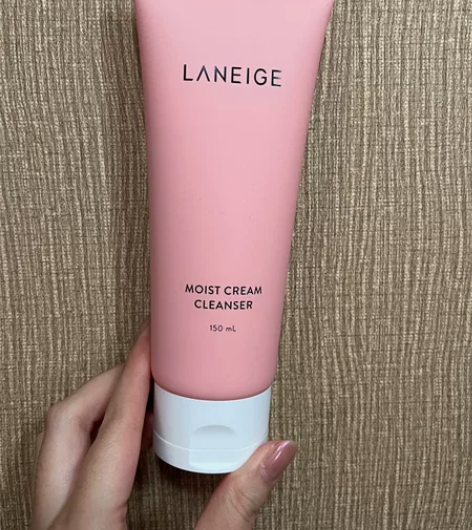 LANEIGE
MOIST CREAM
CLEANSER
150 mL